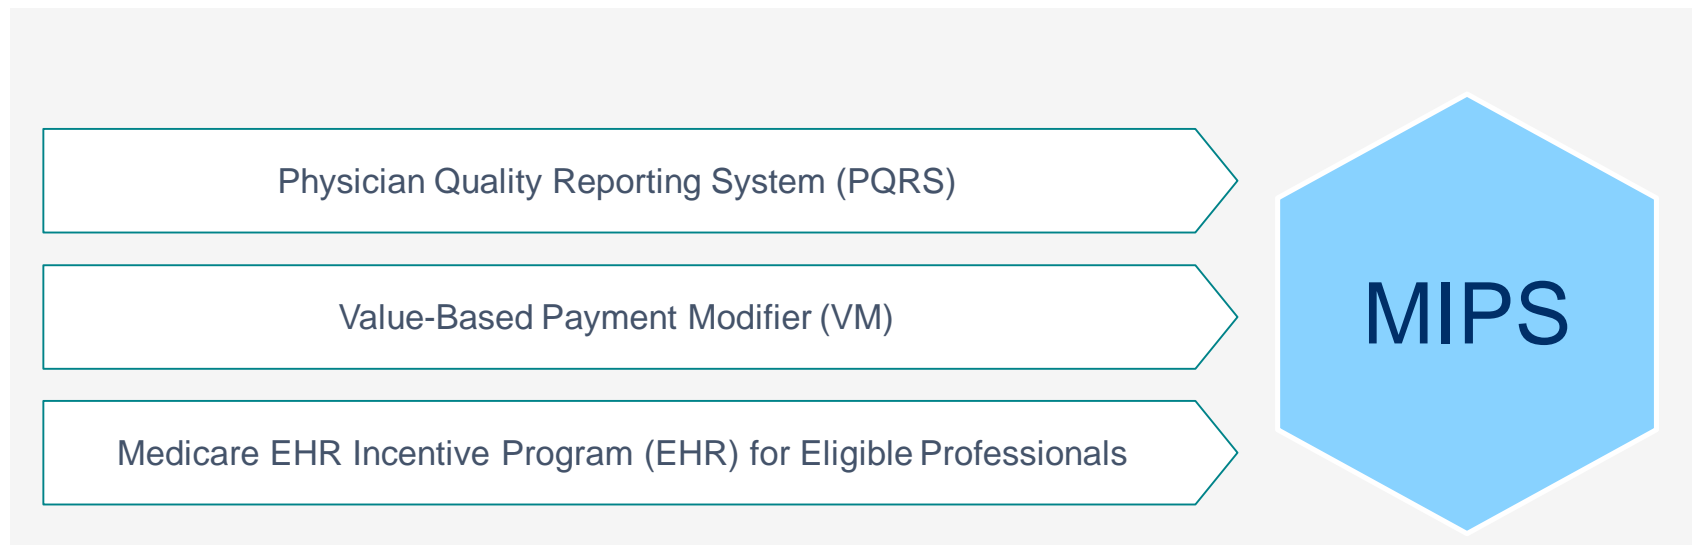 Physician Quality Reporting System (PQRS)
Value-Based Payment Modifier (VM)
Medicare EHR Incentive Program (EHR) for Eligible Professionals
MIPS